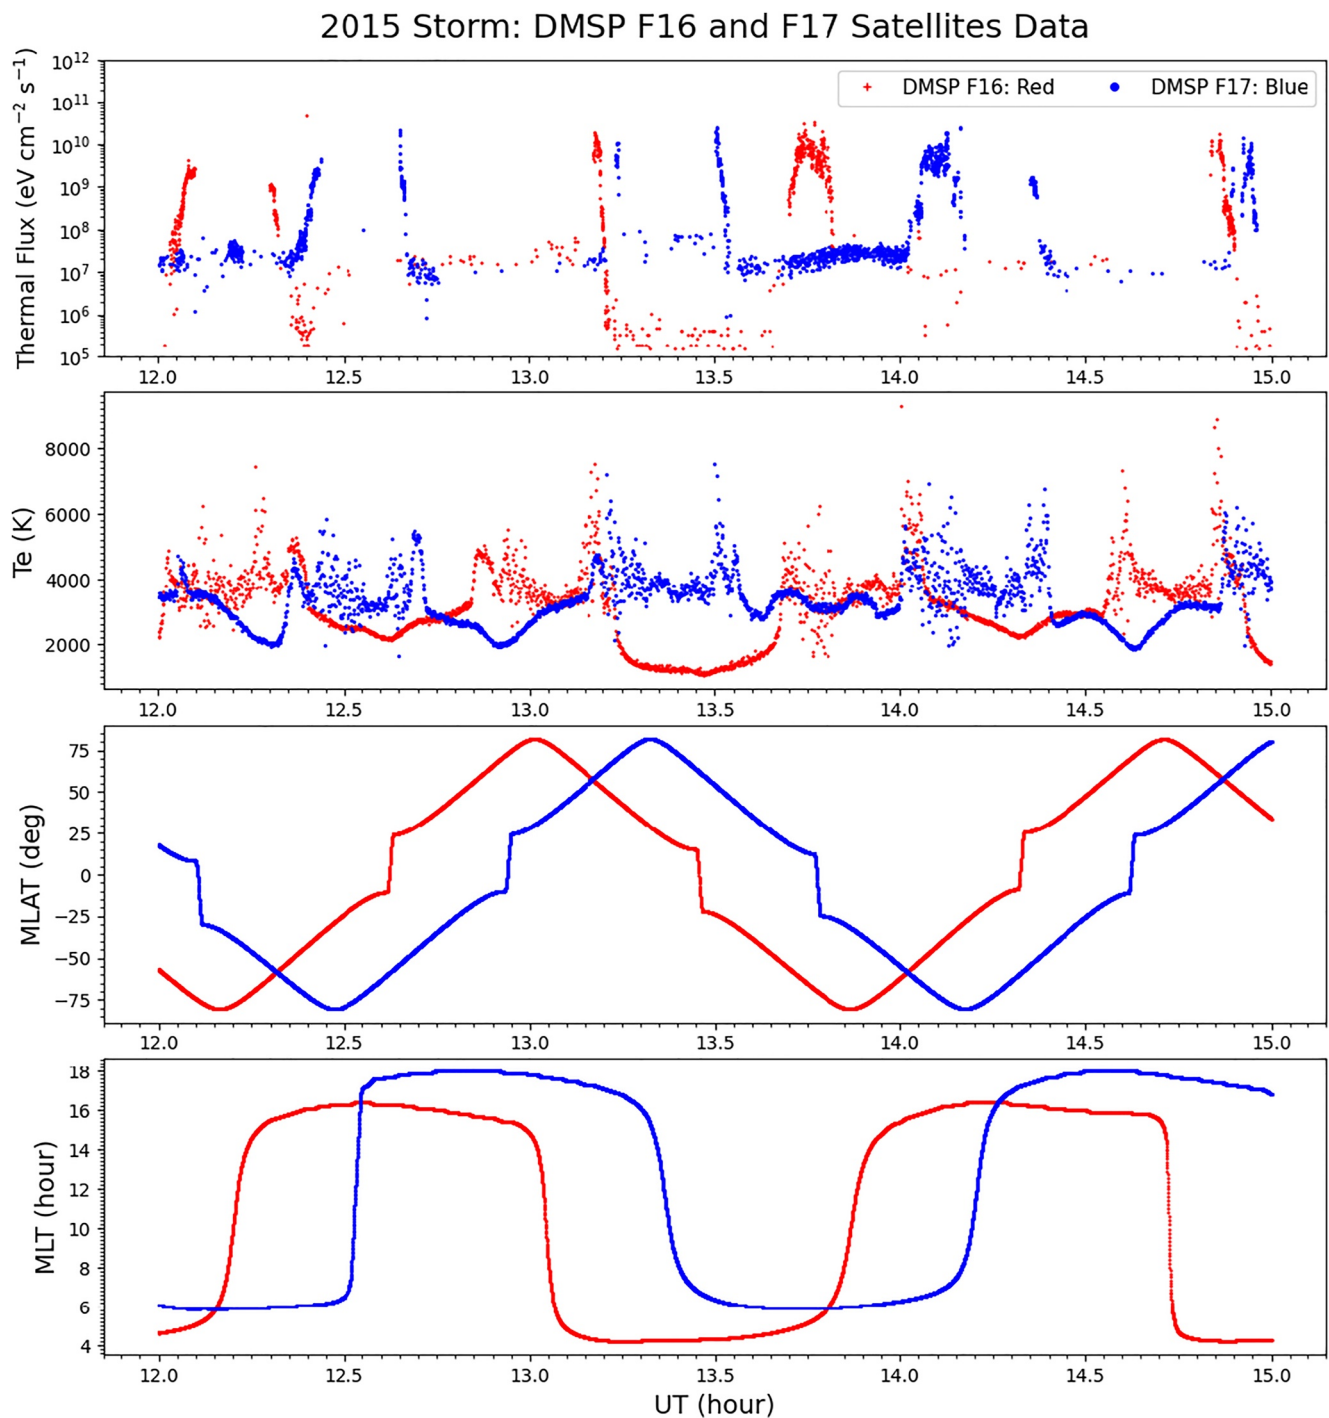 2015 Storm: DMSP F16 and F17 Satellites Data
Thermal Flux (eV cm⁻² s⁻¹)
DMSP F16: Red
DMSP F17: Blue
10¹²
10¹¹
10¹⁰
10⁹
10⁸
10⁷
10⁶
10⁵
12.0 12.5 13.0 13.5 14.0 14.5 15.0
Te (K)
8000
6000
4000
2000
12.0 12.5 13.0 13.5 14.0 14.5 15.0
MLAT (deg)
75
50
25
0
−25
−50
−75
12.0 12.5 13.0 13.5 14.0 14.5 15.0
MLT (hour)
18
16
14
12
10
8
6
4
12.0 12.5 13.0 13.5 14.0 14.5 15.0
UT (hour)